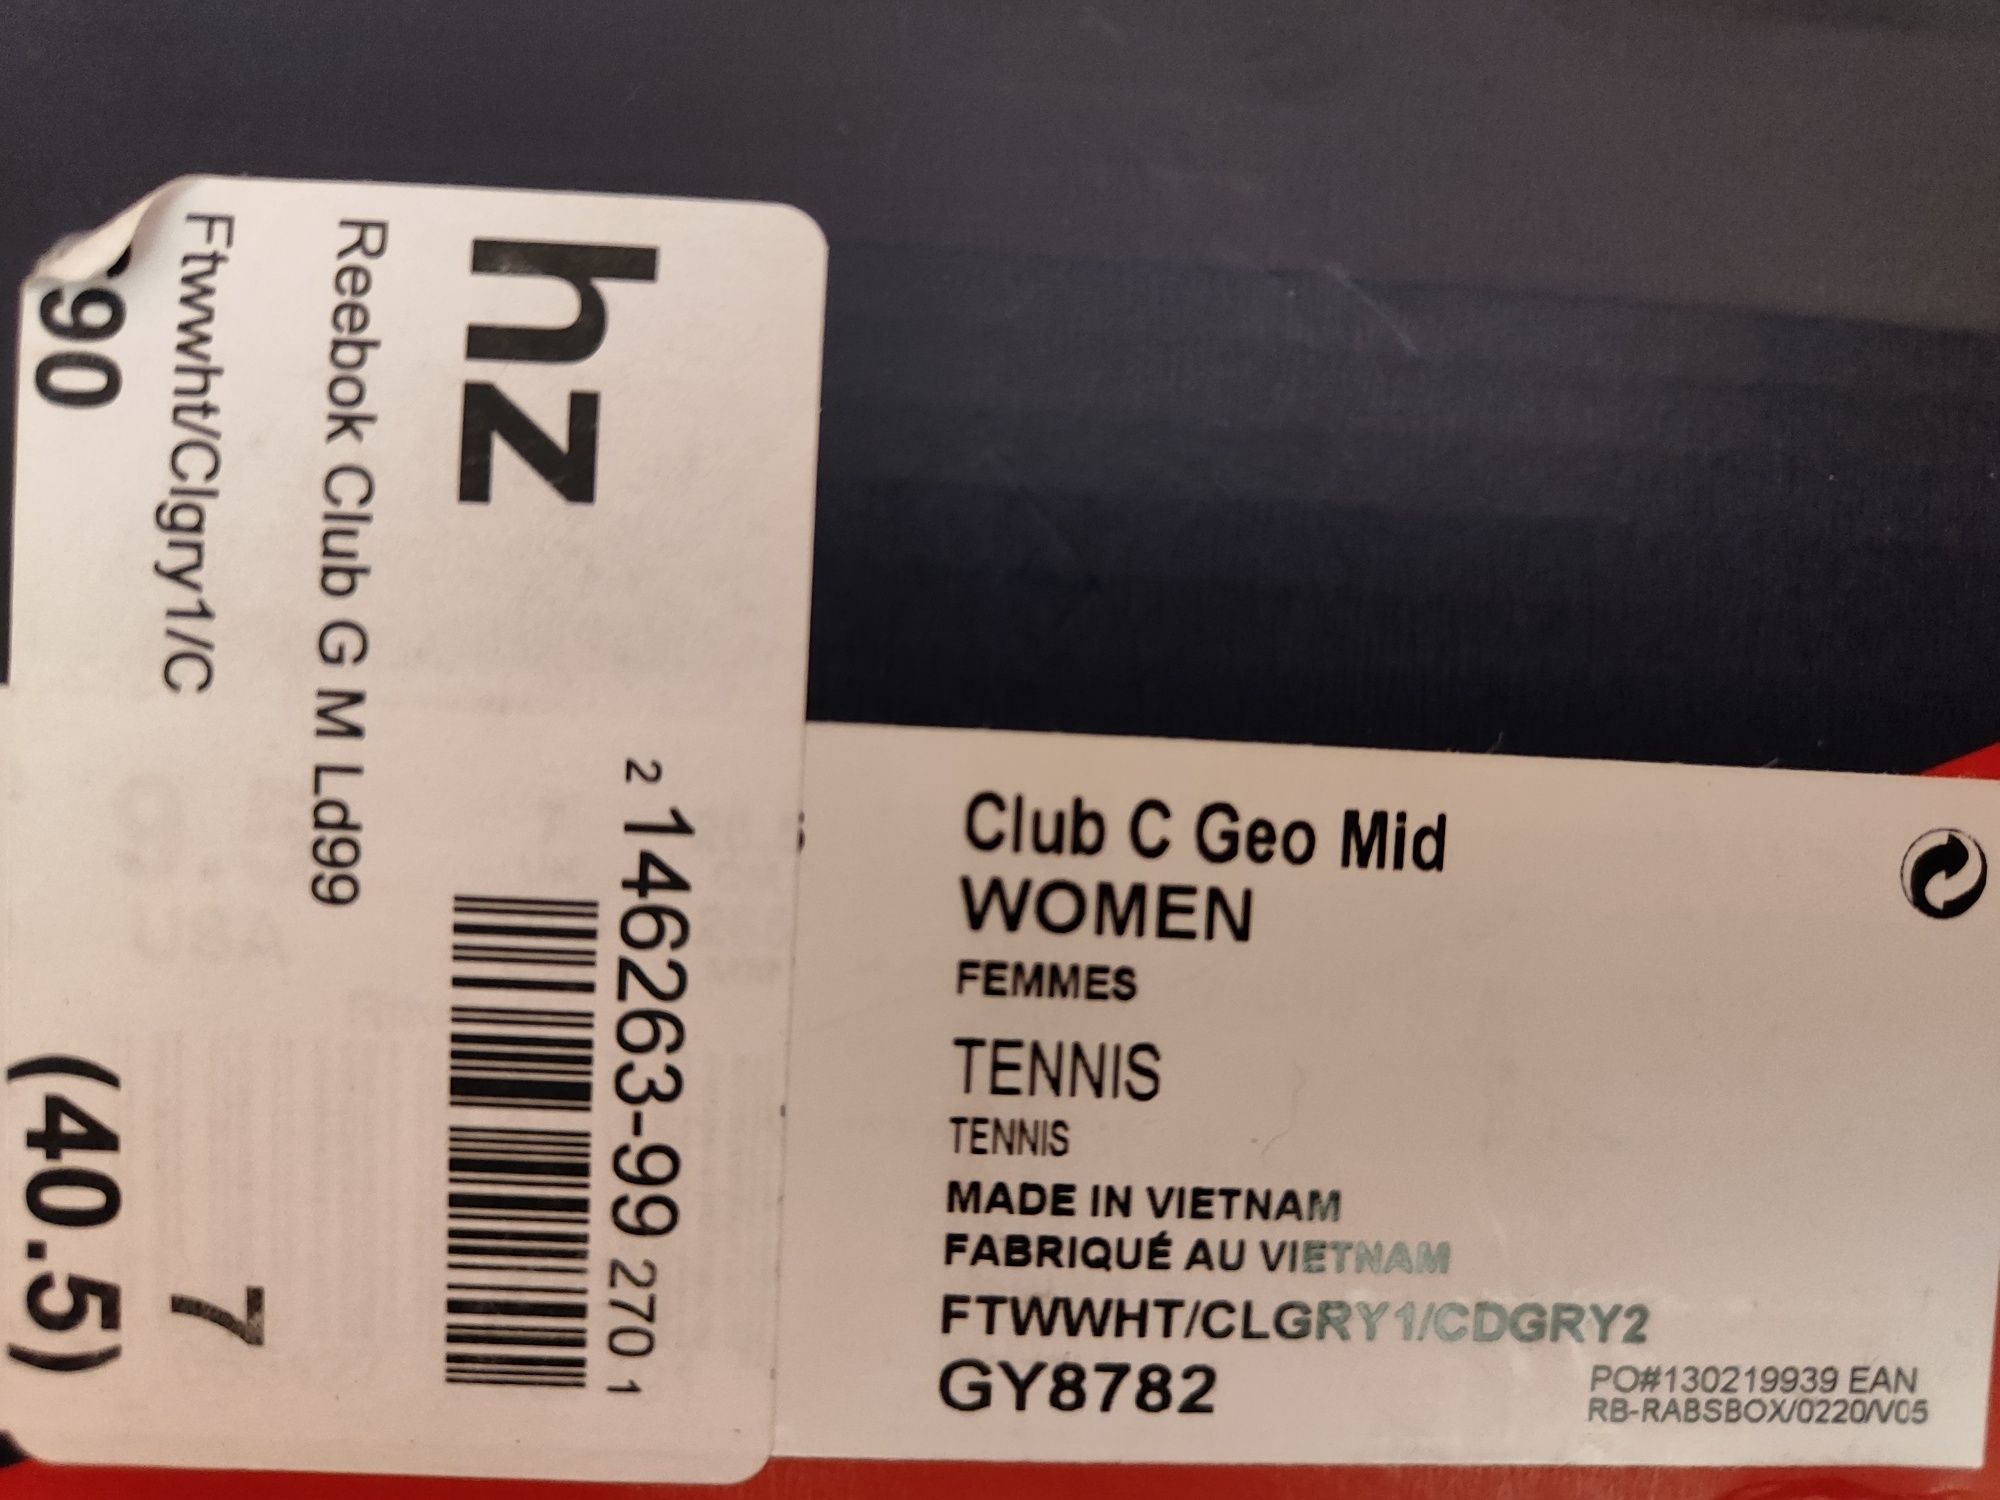 hz
2 146263-99 270 1
Reebok Club G M Ld99
Ftwwht/Clgry1/C
7
90
(40.5)
Club C Geo Mid
WOMEN
FEMMES
TENNIS
TENNIS
MADE IN VIETNAM
FABRIQUÉ AU VIETNAM
FTWWHT/CLGRY1/CDGRY2
GY8782
PO#130219939 EAN
RB-RABSBOX/0220/V05